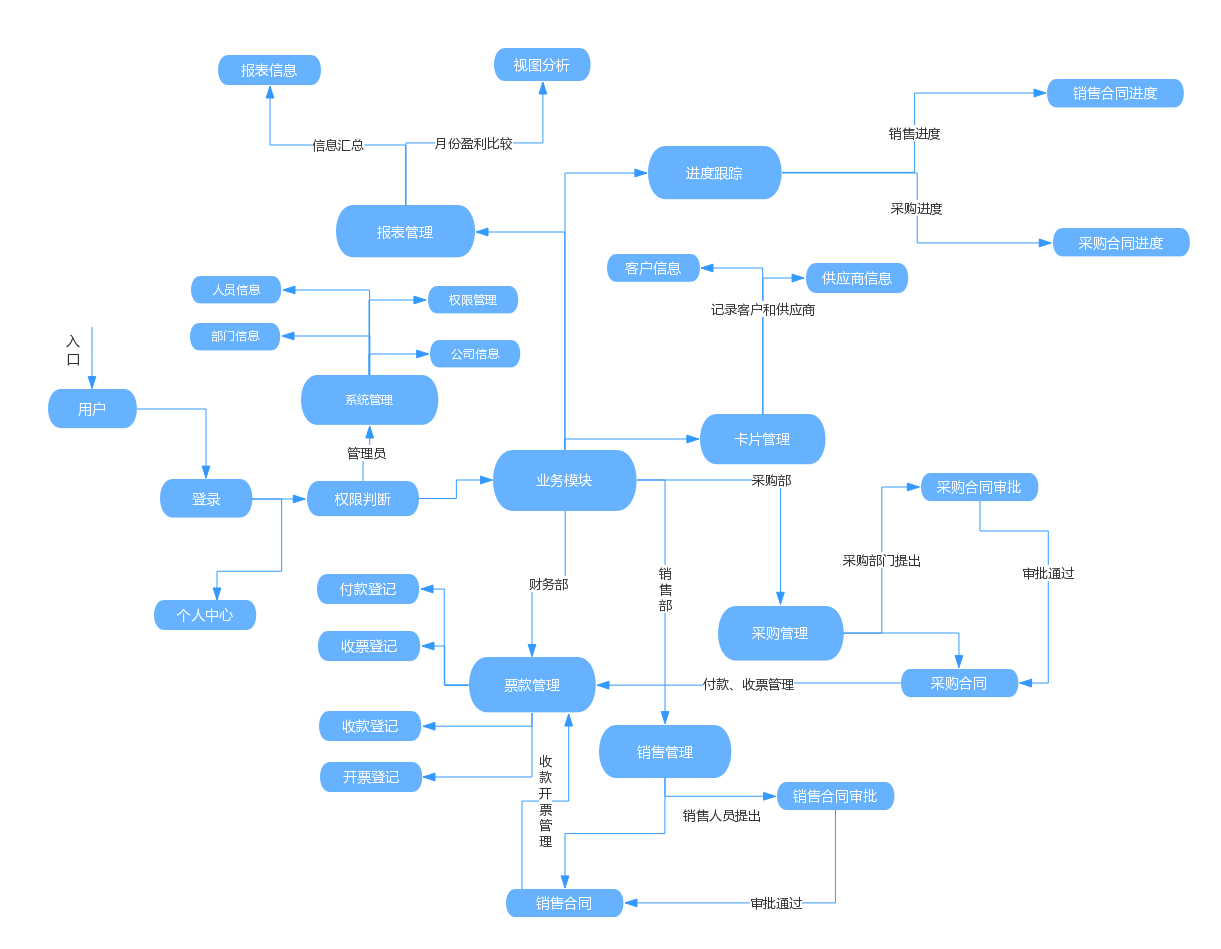 视图分析
报表信息
销售合同进度
销售进度
信息汇总
月份盈利比较
进度跟踪
采购进度
报表管理
采购合同进度
客户信息
供应商信息
人员信息
权限管理
记录客户和供应商
部门信息
入
口
公司信息
系统管理
用户
卡片管理
管理员
业务模块
采购部
采购合同审批
登录
权限判断
采购部门提出
审批通过
销
售
部
财务部
付款登记
个人中心
采购管理
收票登记
票款管理
付款、收票管理
采购合同
收款登记
销售管理
收
款
开
票
管
理
开票登记
销售合同审批
销售人员提出
销售合同
审批通过